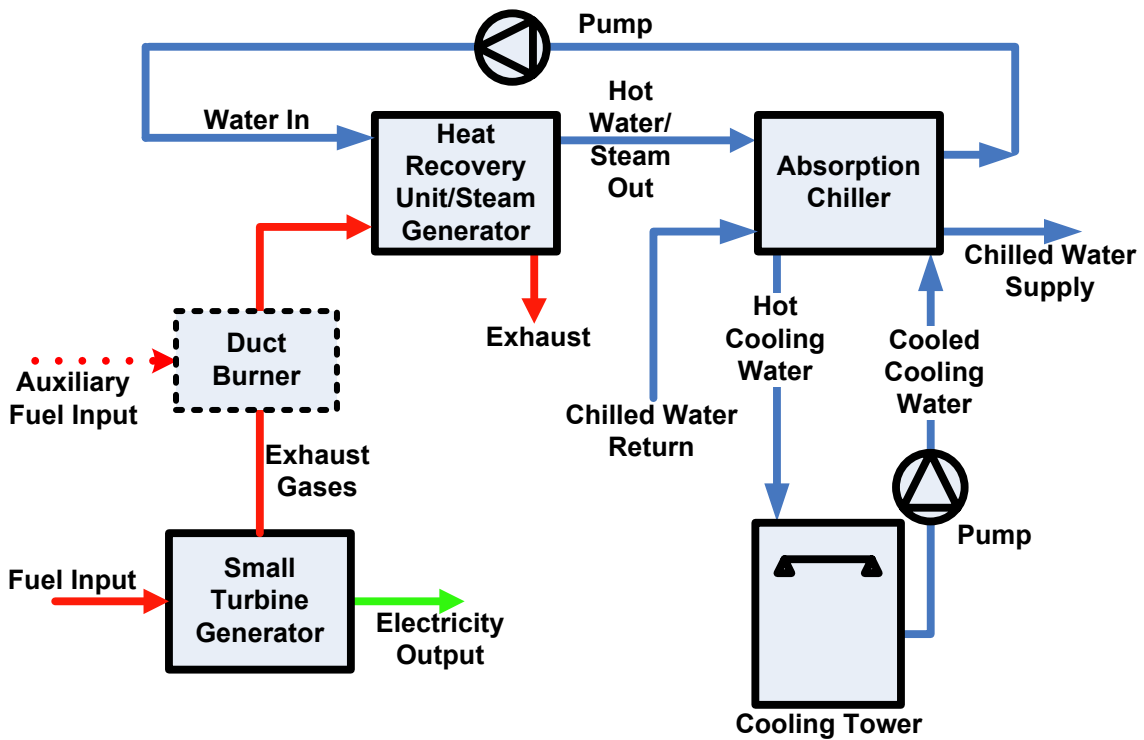 Pump
Water In
Hot
Water/
Steam
Out
Heat
Recovery
Unit/Steam
Generator
Absorption
Chiller
Chilled Water
Supply
Exhaust
Hot
Cooling
Water
Cooled
Cooling
Water
Duct
Burner
Auxiliary
Fuel Input
Chilled Water
Return
Exhaust
Gases
Pump
Fuel Input
Small
Turbine
Generator
Electricity
Output
Cooling Tower